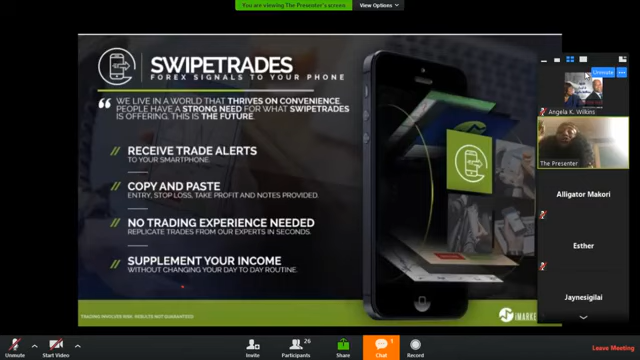 You are viewing The Presenter's screen
View Options
SWIPETRADES
FOREX SIGNALS TO YOUR PHONE
WE LIVE IN A WORLD THAT THRIVES ON CONVENIENCE.
PEOPLE HAVE A STRONG NEED FOR WHAT SWIPETRADES
IS OFFERING. THIS IS THE FUTURE.
RECEIVE TRADE ALERTS
TO YOUR SMARTPHONE.
COPY AND PASTE
ENTRY, STOP LOSS, TAKE PROFIT AND NOTES PROVIDED.
NO TRADING EXPERIENCE NEEDED
REPLICATE TRADES FROM OUR EXPERTS IN SECONDS.
SUPPLEMENT YOUR INCOME
WITHOUT CHANGING YOUR DAY TO DAY ROUTINE.
TRADING INVOLVES RISK. RESULTS NOT GUARANTEED
iMARKE
Unmute
Angela K. Wilkins
The Presenter
Alligator Makori
Esther
Jaynesigilai
Unmute
Start Video
Invite
26
Participants
Share
1
Chat
Record
Leave Meeting